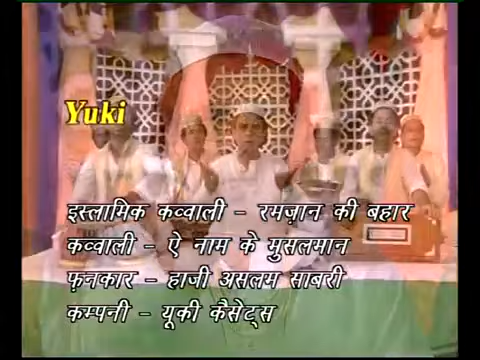 Yuki
इस्लामिक कव्वाली - रमज़ान की बहार
कव्वाली - ऐ नाम के मुसलमान
फ़नकार - हाजी असलम साबरी
कम्पनी - यूकी कैसेट्स